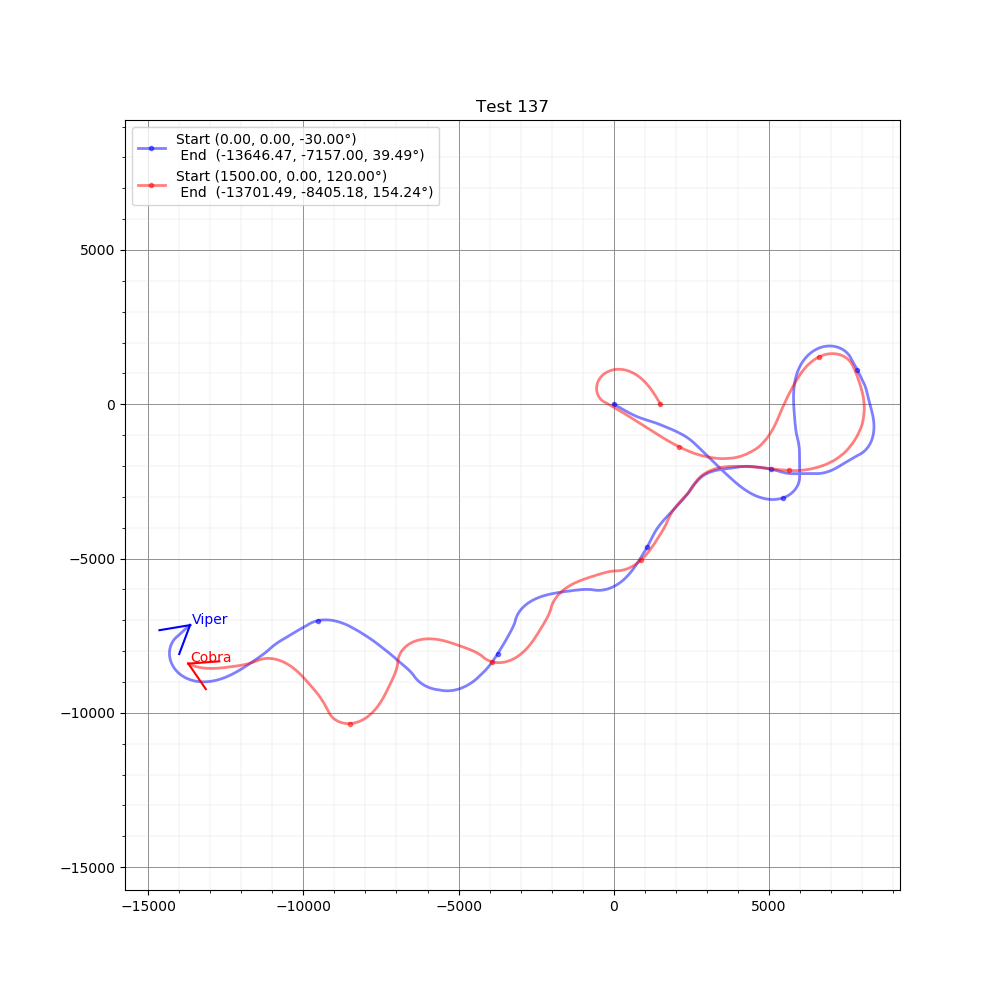 Test 137
Start (0.00, 0.00, -30.00°)
End (-13646.47, -7157.00, 39.49°)
Start (1500.00, 0.00, 120.00°)
End (-13701.49, -8405.18, 154.24°)
5000
0
−5000
−10000
−15000
Viper
Cobra
−15000 −10000 −5000 0 5000